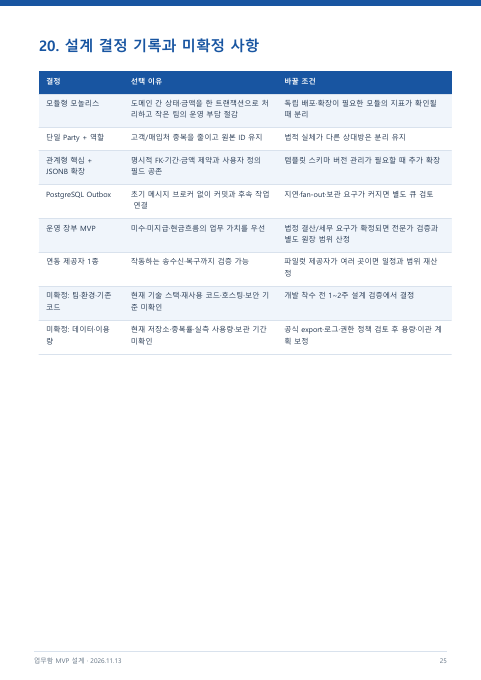 20. 설계 결정 기록과 미확정 사항
결정 선택 이유 바꿀 조건
모듈형 모놀리스 도메인 간 상태·금액을 한 트랜잭션으로 처 독립 배포·확장이 필요한 모듈의 지표가 확인될
리하고 작은 팀의 운영 부담 절감 때 분리
단일 Party + 역할 고객/매입처 중복을 줄이고 원본 ID 유지 법적 실체가 다른 상대방은 분리 유지
관계형 핵심 + 명시적 FK·기간·금액 제약과 사용자 정의 템플릿 스키마 버전 관리가 필요할 때 추가 확장
JSONB 확장 필드 공존
PostgreSQL Outbox 초기 메시지 브로커 없이 커밋과 후속 작업 지연·fan-out·보관 요구가 커지면 별도 큐 검토
연결
운영 장부 MVP 미수·미지급·현금흐름의 업무 가치를 우선 법정 결산/세무 요구가 확정되면 전문가 검증과
별도 원장 범위 산정
연동 제공자 1종 작동하는 송수신·복구까지 검증 가능 파일럿 제공자가 여러 곳이면 일정과 범위 재산
정
미확정: 팀·환경·기존 현재 기술 스택·재사용 코드·호스팅·보안 기 개발 착수 전 1~2주 설계 검증에서 결정
코드 준 미확인
미확정: 데이터·이용 현재 저장소·중복률·실측 사용량·보관 기간 공식 export·로그·권한 정책 검토 후 용량·이관 계
량 미확인 획 보정
업무함 MVP 설계 · 2026.11.13 25